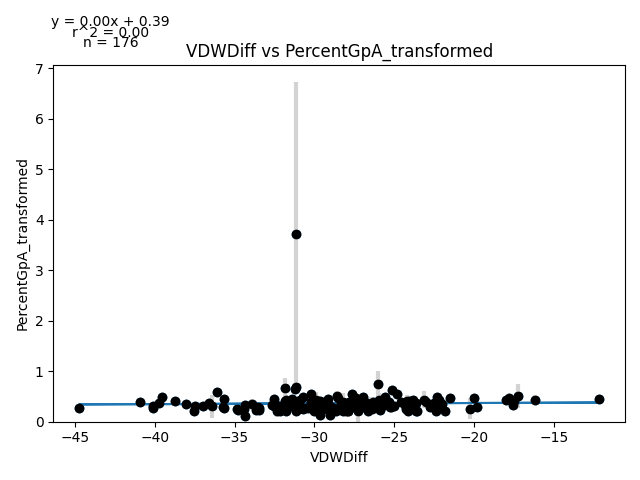 y = 0.00x + 0.39
r^2 = 0.00
n = 176
VDWDiff vs PercentGpA_transformed
PercentGpA_transformed
7
6
5
4
3
2
1
0
−45 −40 −35 −30 −25 −20 −15
VDWDiff